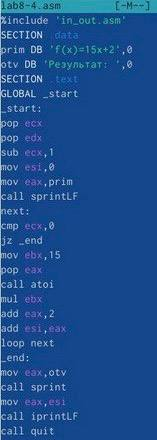 lab8-4.asm [-M--]
%include 'in_out.asm'
SECTION .data
prim DB 'f(x)=15x+2',0
otv DB 'Результат: ',0
SECTION .text
GLOBAL _start
_start:
pop ecx
pop edx
sub ecx,1
mov esi,0
mov eax,prim
call sprintLF
next:
cmp ecx,0
jz _end
mov ebx,15
pop eax
call atoi
mul ebx
add eax,2
add esi,eax
loop next
_end:
mov eax,otv
call sprint
mov eax,esi
call iprintLF
call quit